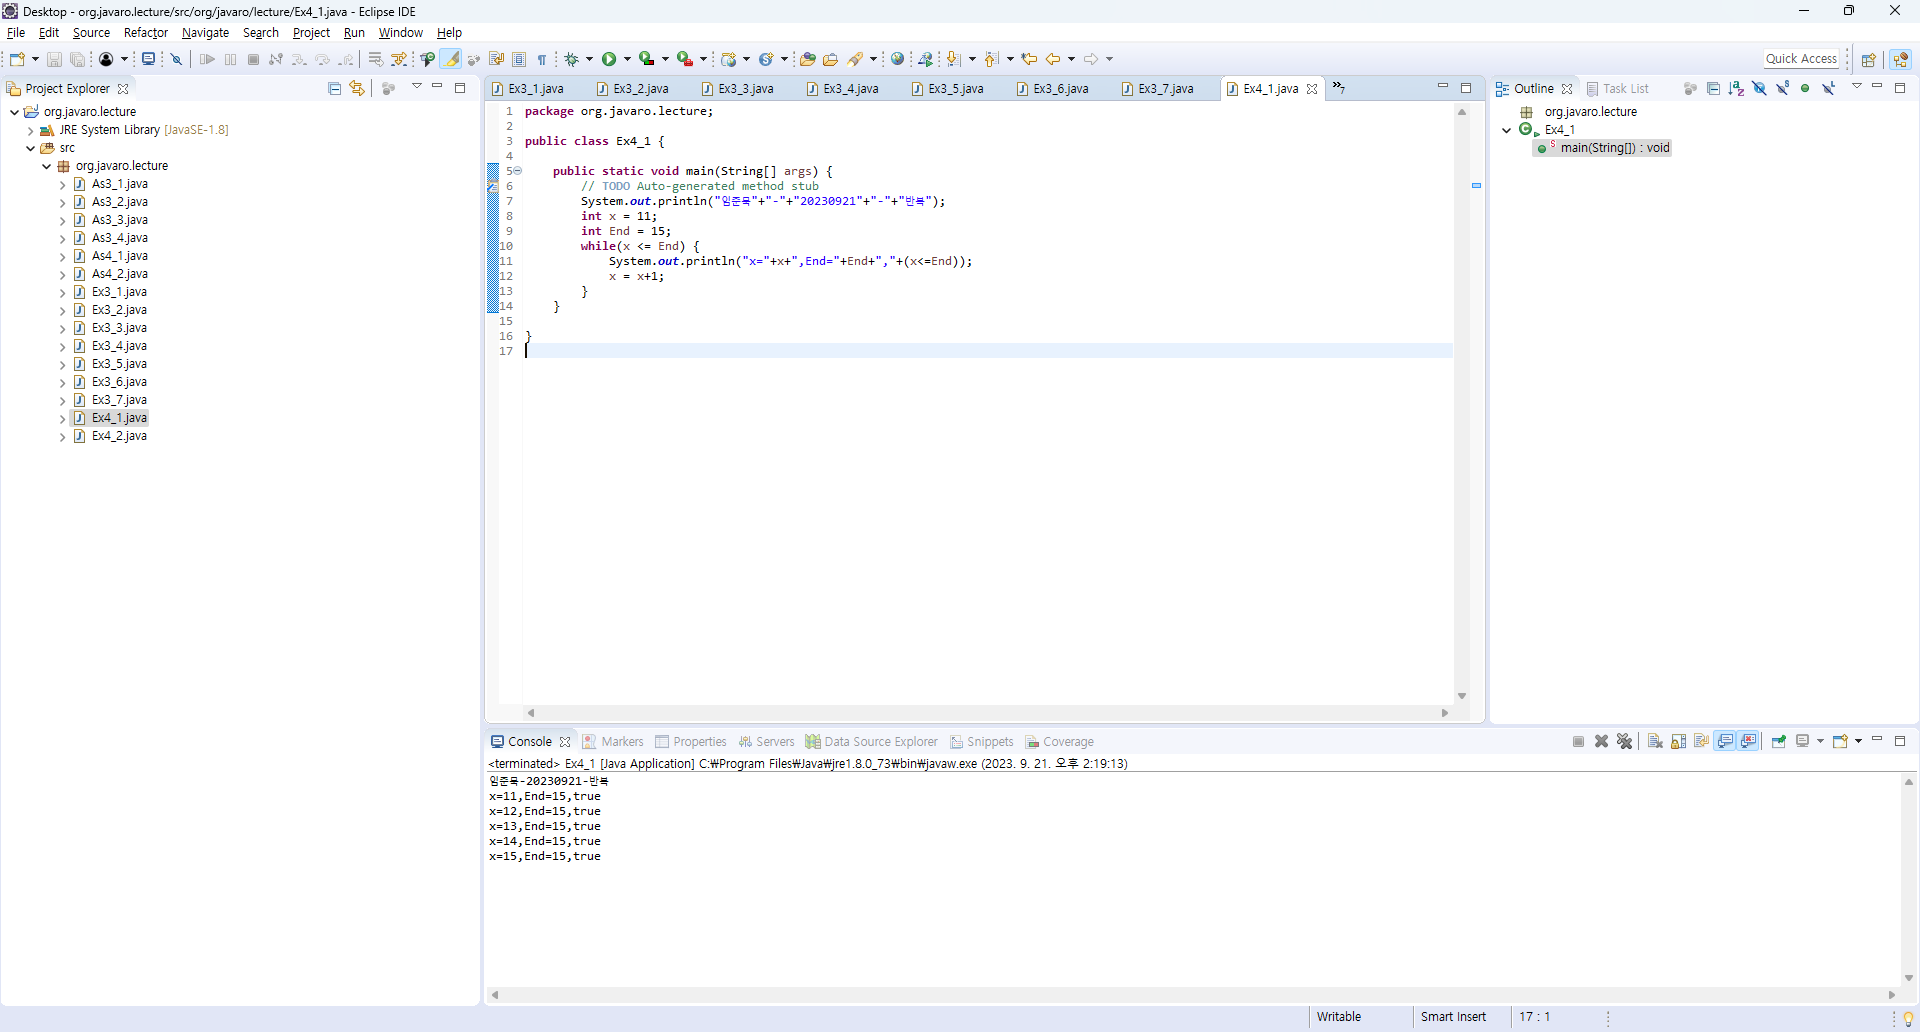 Desktop - org.javaro.lecture/src/org/javaro/lecture/Ex4_1.java - Eclipse IDE
File Edit Source Refactor Navigate Search Project Run Window Help
Quick Access
Project Explorer
org.javaro.lecture
JRE System Library [JavaSE-1.8]
src
org.javaro.lecture
As3_1.java
As3_2.java
As3_3.java
As3_4.java
As4_1.java
As4_2.java
Ex3_1.java
Ex3_2.java
Ex3_3.java
Ex3_4.java
Ex3_5.java
Ex3_6.java
Ex3_7.java
Ex4_1.java
Ex4_2.java
Ex3_1.java Ex3_2.java Ex3_3.java Ex3_4.java Ex3_5.java Ex3_6.java Ex3_7.java Ex4_1.java »7
1 package org.javaro.lecture;
2
3 public class Ex4_1 {
4
5 public static void main(String[] args) {
6 // TODO Auto-generated method stub
7 System.out.println("임준묵"+"-"+"20230921"+"-"+"반복");
8 int x = 11;
9 int End = 15;
10 while(x <= End) {
11 System.out.println("x="+x+",End="+End+","+(x<=End));
12 x = x+1;
13 }
14 }
15
16 }
17
Outline Task List
org.javaro.lecture
Ex4_1
main(String[]) : void
Console Markers Properties Servers Data Source Explorer Snippets Coverage
<terminated> Ex4_1 [Java Application] C:₩Program Files₩Java₩jre1.8.0_73₩bin₩javaw.exe (2023. 9. 21. 오후 2:19:13)
임준묵-20230921-반복
x=11,End=15,true
x=12,End=15,true
x=13,End=15,true
x=14,End=15,true
x=15,End=15,true
Writable Smart Insert 17 : 1